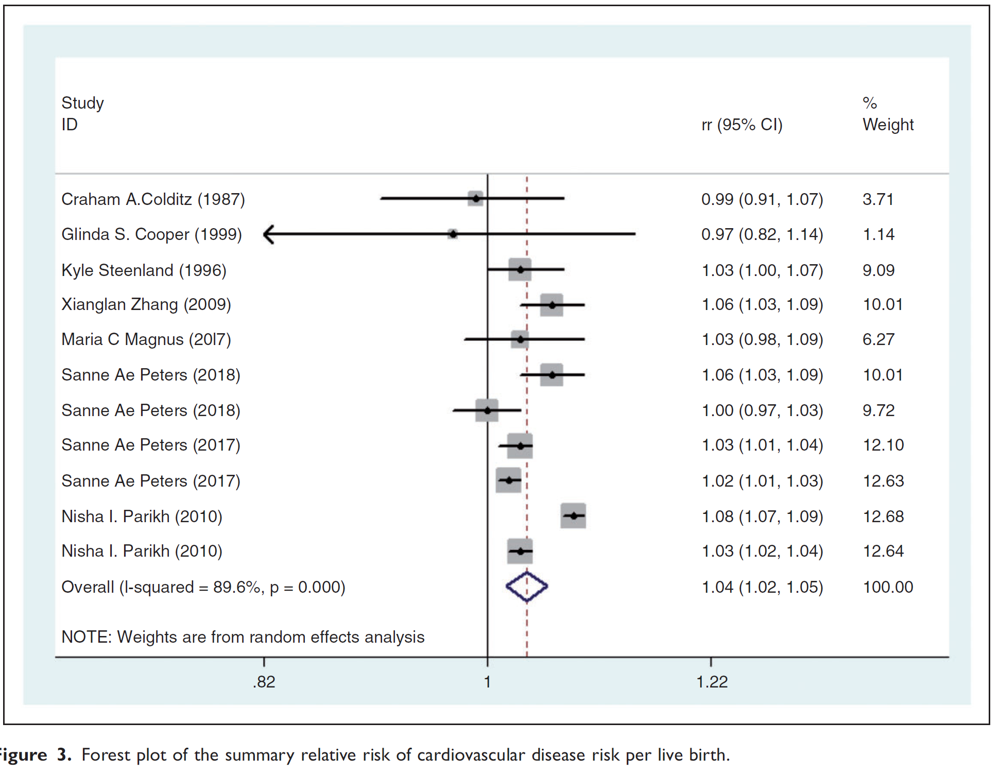 Study
ID
rr (95% CI)
%
Weight
Craham A.Colditz (1987) 0.99 (0.91, 1.07) 3.71
Glinda S. Cooper (1999) 0.97 (0.82, 1.14) 1.14
Kyle Steenland (1996) 1.03 (1.00, 1.07) 9.09
Xianglan Zhang (2009) 1.06 (1.03, 1.09) 10.01
Maria C Magnus (20l7) 1.03 (0.98, 1.09) 6.27
Sanne Ae Peters (2018) 1.06 (1.03, 1.09) 10.01
Sanne Ae Peters (2018) 1.00 (0.97, 1.03) 9.72
Sanne Ae Peters (2017) 1.03 (1.01, 1.04) 12.10
Sanne Ae Peters (2017) 1.02 (1.01, 1.03) 12.63
Nisha I. Parikh (2010) 1.08 (1.07, 1.09) 12.68
Nisha I. Parikh (2010) 1.03 (1.02, 1.04) 12.64
Overall (I-squared = 89.6%, p = 0.000) 1.04 (1.02, 1.05) 100.00
NOTE: Weights are from random effects analysis
.82 1 1.22
Figure 3. Forest plot of the summary relative risk of cardiovascular disease risk per live birth.